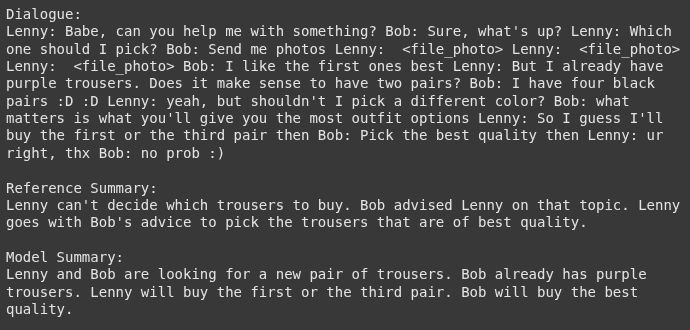 Dialogue:
Lenny: Babe, can you help me with something? Bob: Sure, what's up? Lenny: Which
one should I pick? Bob: Send me photos Lenny:  <file_photo> Lenny:  <file_photo>
Lenny:  <file_photo> Bob: I like the first ones best Lenny: But I already have
purple trousers. Does it make sense to have two pairs? Bob: I have four black
pairs :D :D Lenny: yeah, but shouldn't I pick a different color? Bob: what
matters is what you'll give you the most outfit options Lenny: So I guess I'll
buy the first or the third pair then Bob: Pick the best quality then Lenny: ur
right, thx Bob: no prob :)

Reference Summary:
Lenny can't decide which trousers to buy. Bob advised Lenny on that topic. Lenny
goes with Bob's advice to pick the trousers that are of best quality.

Model Summary:
Lenny and Bob are looking for a new pair of trousers. Bob already has purple
trousers. Lenny will buy the first or the third pair. Bob will buy the best
quality.